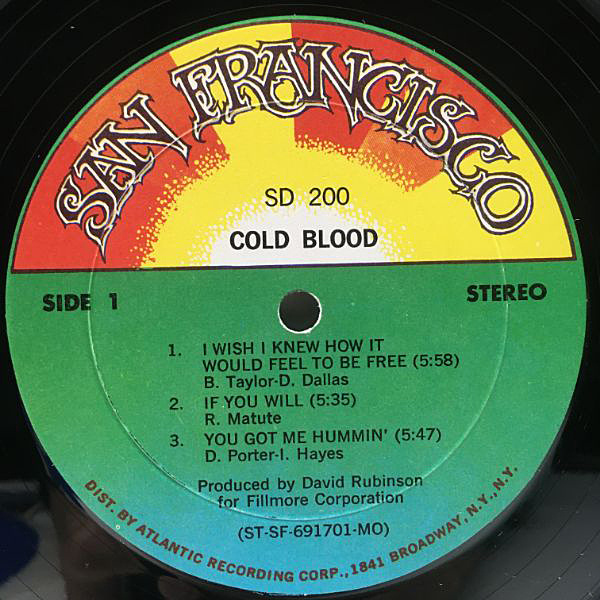 SAN FRANCISCO
SD 200
COLD BLOOD
SIDE 1
STEREO
1. I WISH I KNEW HOW IT
WOULD FEEL TO BE FREE (5:58)
B. Taylor-D. Dallas
2. IF YOU WILL (5:35)
R. Matute
3. YOU GOT ME HUMMIN' (5:47)
D. Porter-I. Hayes
Produced by David Rubinson
for Fillmore Corporation
(ST-SF-691701-MO)
DIST. BY ATLANTIC RECORDING CORP., 1841 BROADWAY, N.Y., N.Y.